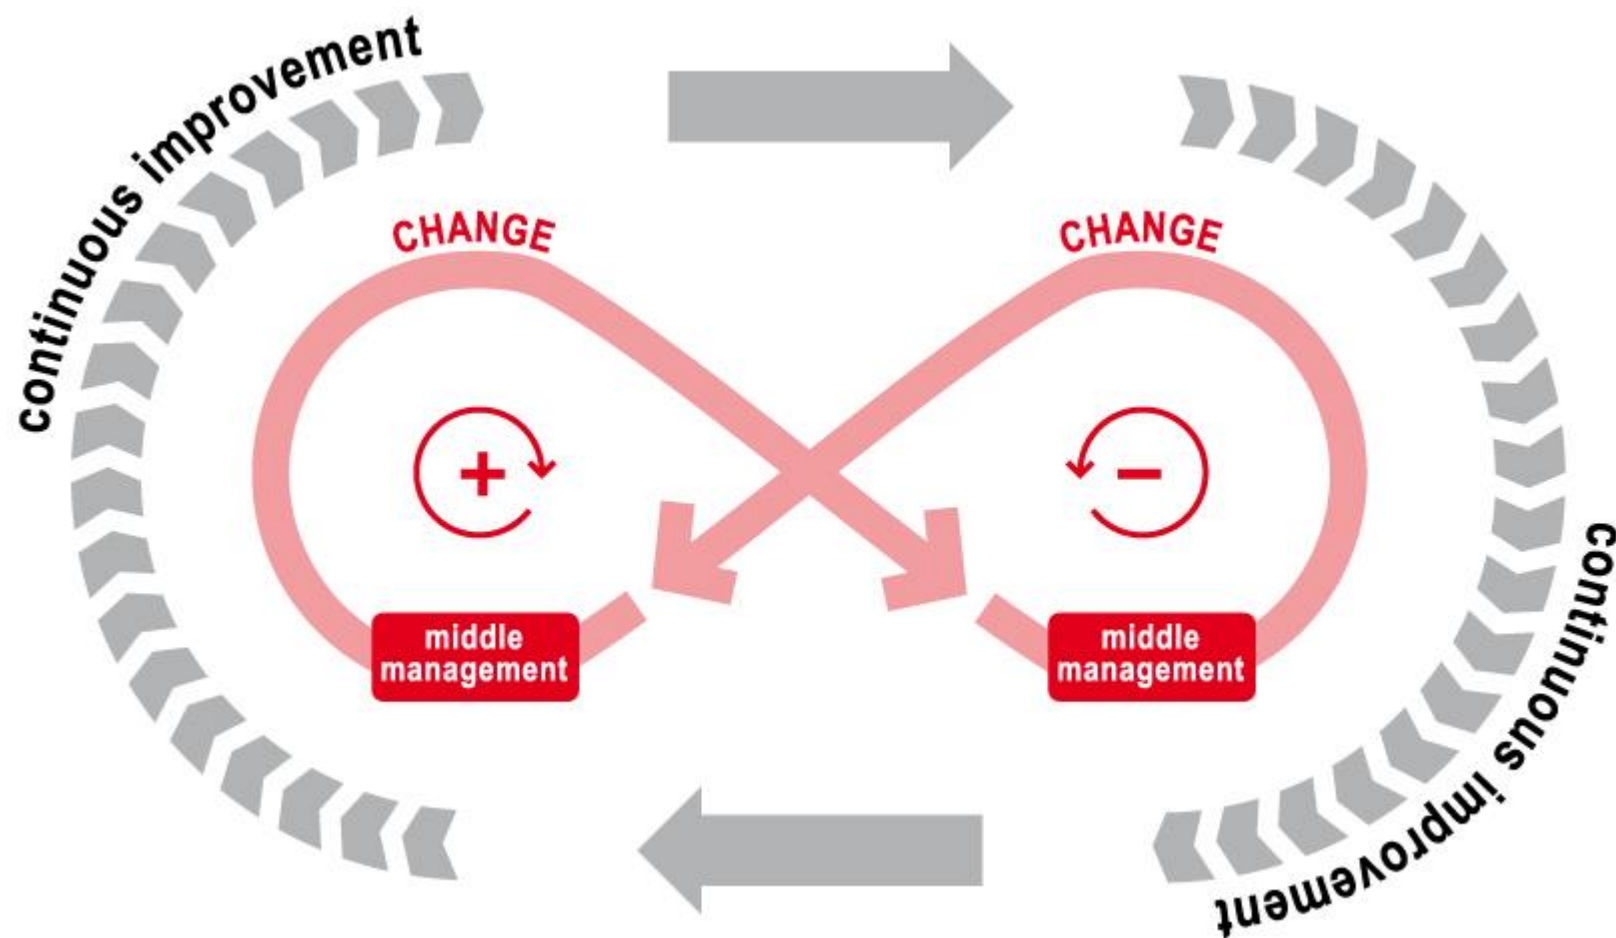 continuous improvement
CHANGE
CHANGE
+
−
middle
management
middle
management
continuous improvement